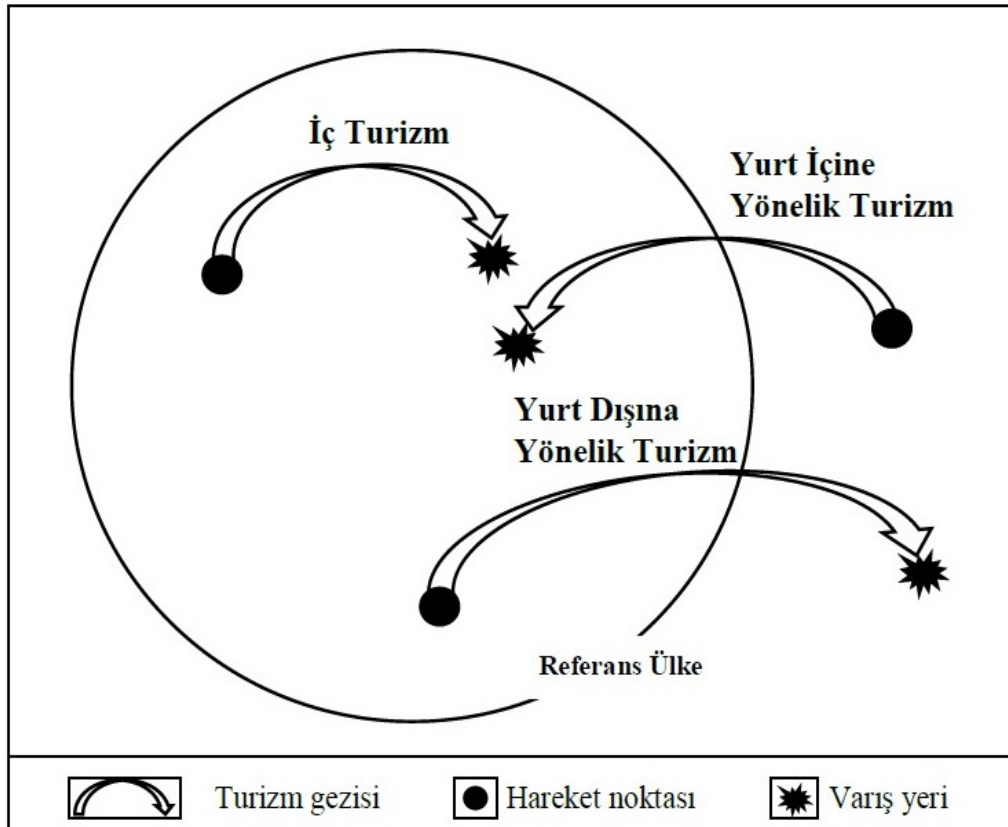 İç Turizm
Yurt İçine
Yönelik Turizm
Yurt Dışına
Yönelik Turizm
Referans Ülke
Turizm gezisi
Hareket noktası
Varış yeri